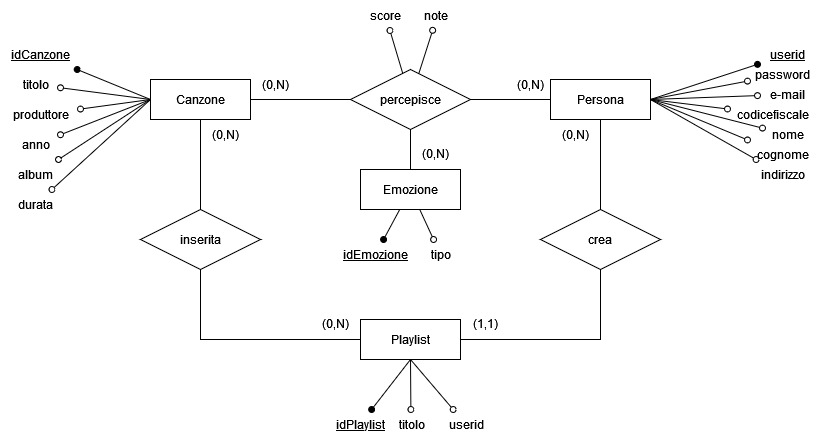 score note
idCanzone
titolo
produttore
anno
album
durata
Canzone
(0,N)
percepisce
(0,N)
Persona
userid
password
e-mail
codicefiscale
nome
cognome
indirizzo
(0,N)
(0,N)
(0,N)
Emozione
idEmozione tipo
inserita
crea
(0,N)
Playlist
(1,1)
idPlaylist titolo userid